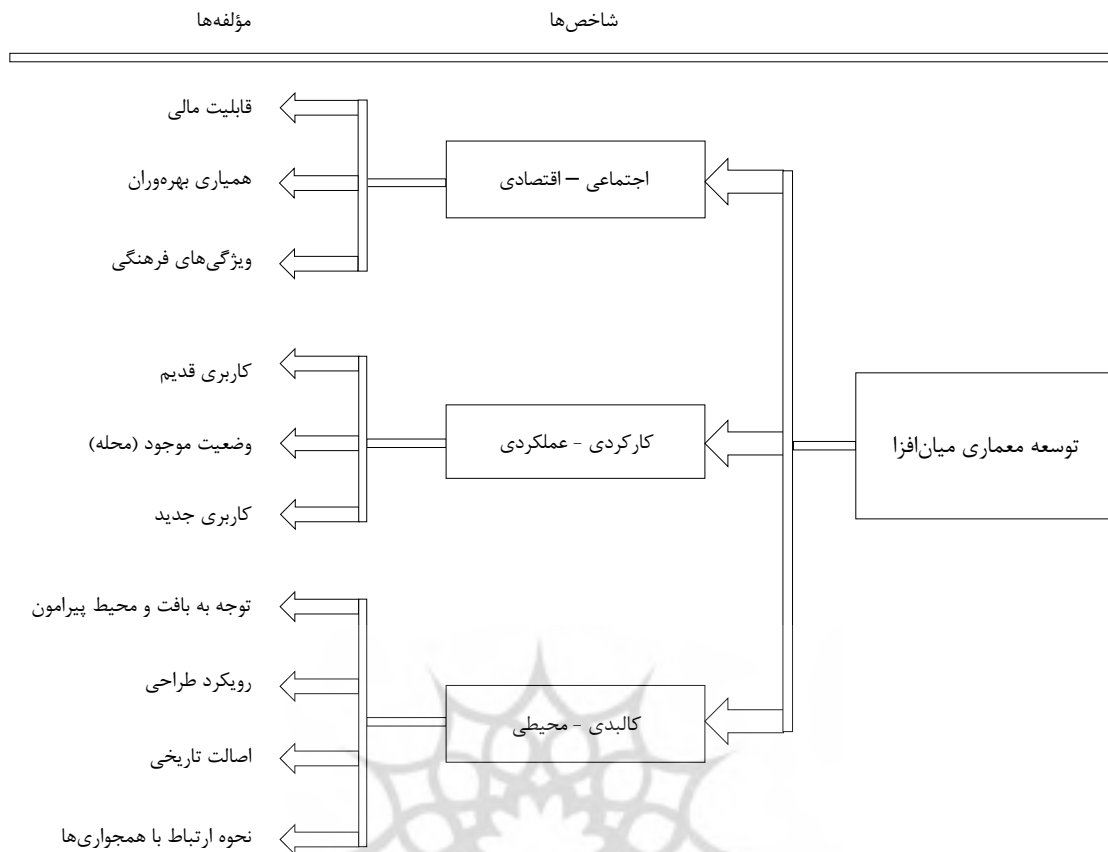 شاخص‌ها
مؤلفه‌ها
توسعه معماری میان‌افزا
اجتماعی – اقتصادی
قابلیت مالی
همیاری بهره‌وران
ویژگی‌های فرهنگی
کارکردی - عملکردی
کاربری قدیم
وضعیت موجود (محله)
کاربری جدید
کالبدی - محیطی
توجه به بافت و محیط پیرامون
رویکرد طراحی
اصالت تاریخی
نحوه ارتباط با همجواری‌ها